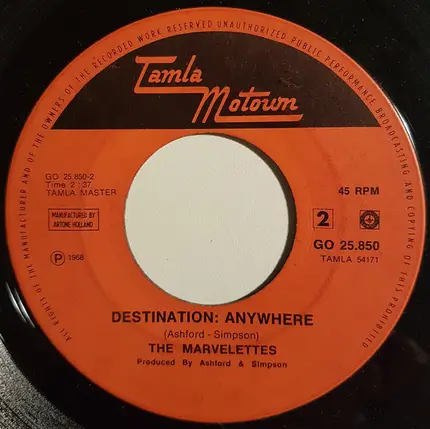 ALL RIGHTS OF THE MANUFACTURER AND OF THE OWNERS OF THE RECORDED WORK RESERVED UNAUTHORIZED PUBLIC PERFORMANCE BROADCASTING AND COPYING OF THIS RECORD PROHIBITED
Tamla
Motown
GO 25.850-2
Time 2:37
TAMLA MASTER
45 RPM
MANUFACTURED BY
ARTONE HOLLAND
2
GO 25.850
TAMLA 54171
℗ 1968
DESTINATION: ANYWHERE
(Ashford - Simpson)
THE MARVELETTES
Produced By Ashford & Simpson